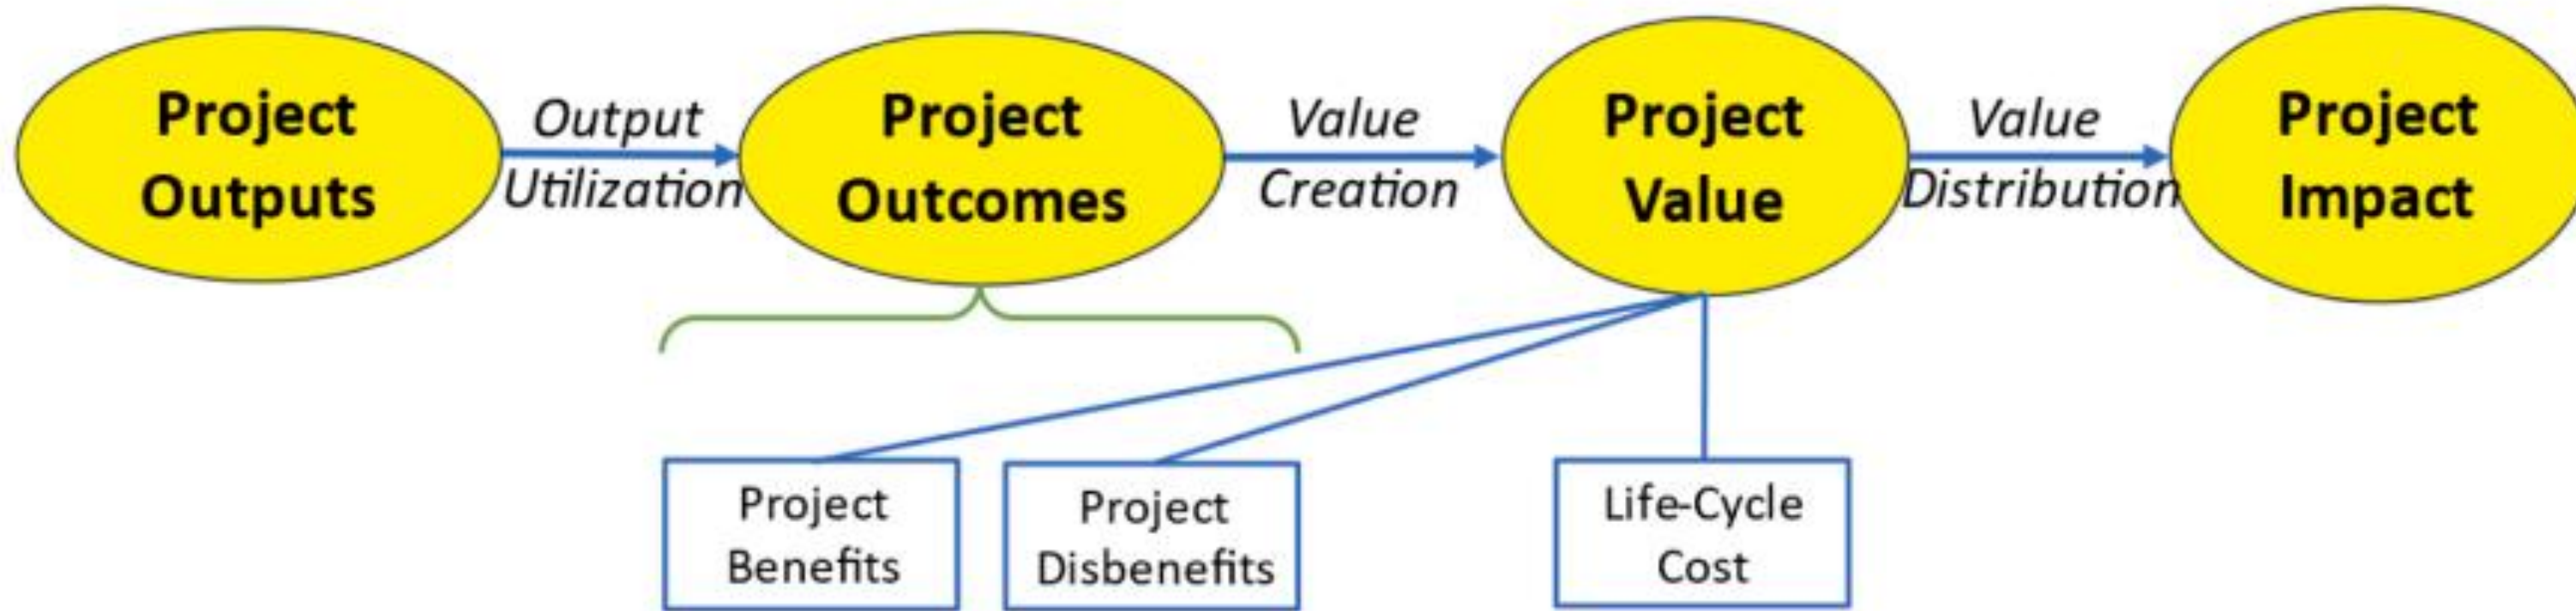 Project
Outputs
Output
Utilization
Project
Outcomes
Value
Creation
Project
Value
Value
Distribution
Project
Impact
Project
Benefits
Project
Disbenefits
Life-Cycle
Cost